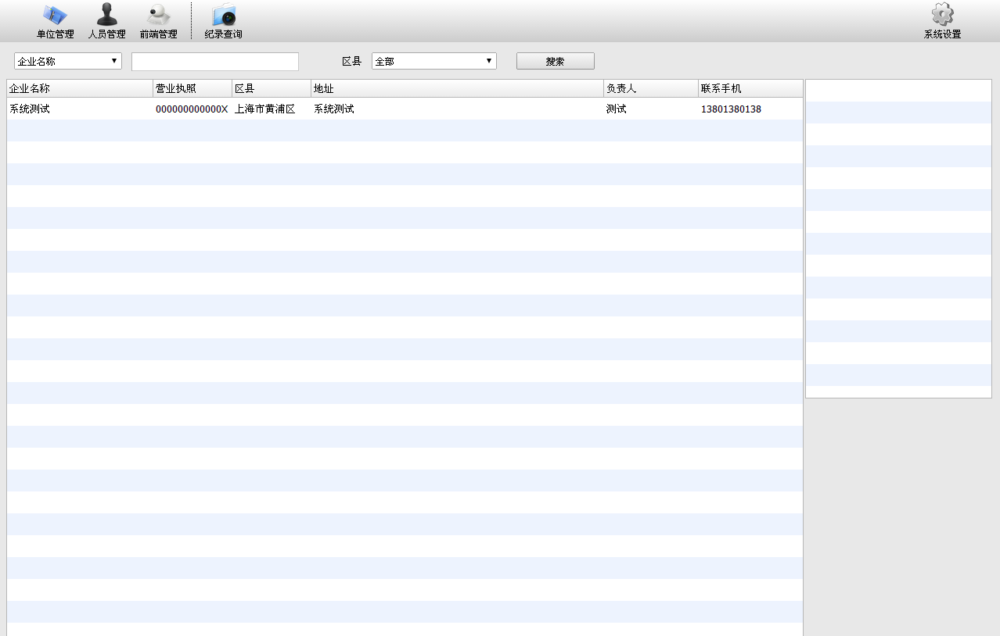 单位管理 人员管理 前端管理 纪录查询 系统设置
企业名称 区县 全部 搜索
企业名称 营业执照 区县 地址 负责人 联系手机
系统测试 000000000000X 上海市黄浦区 系统测试 测试 13801380138